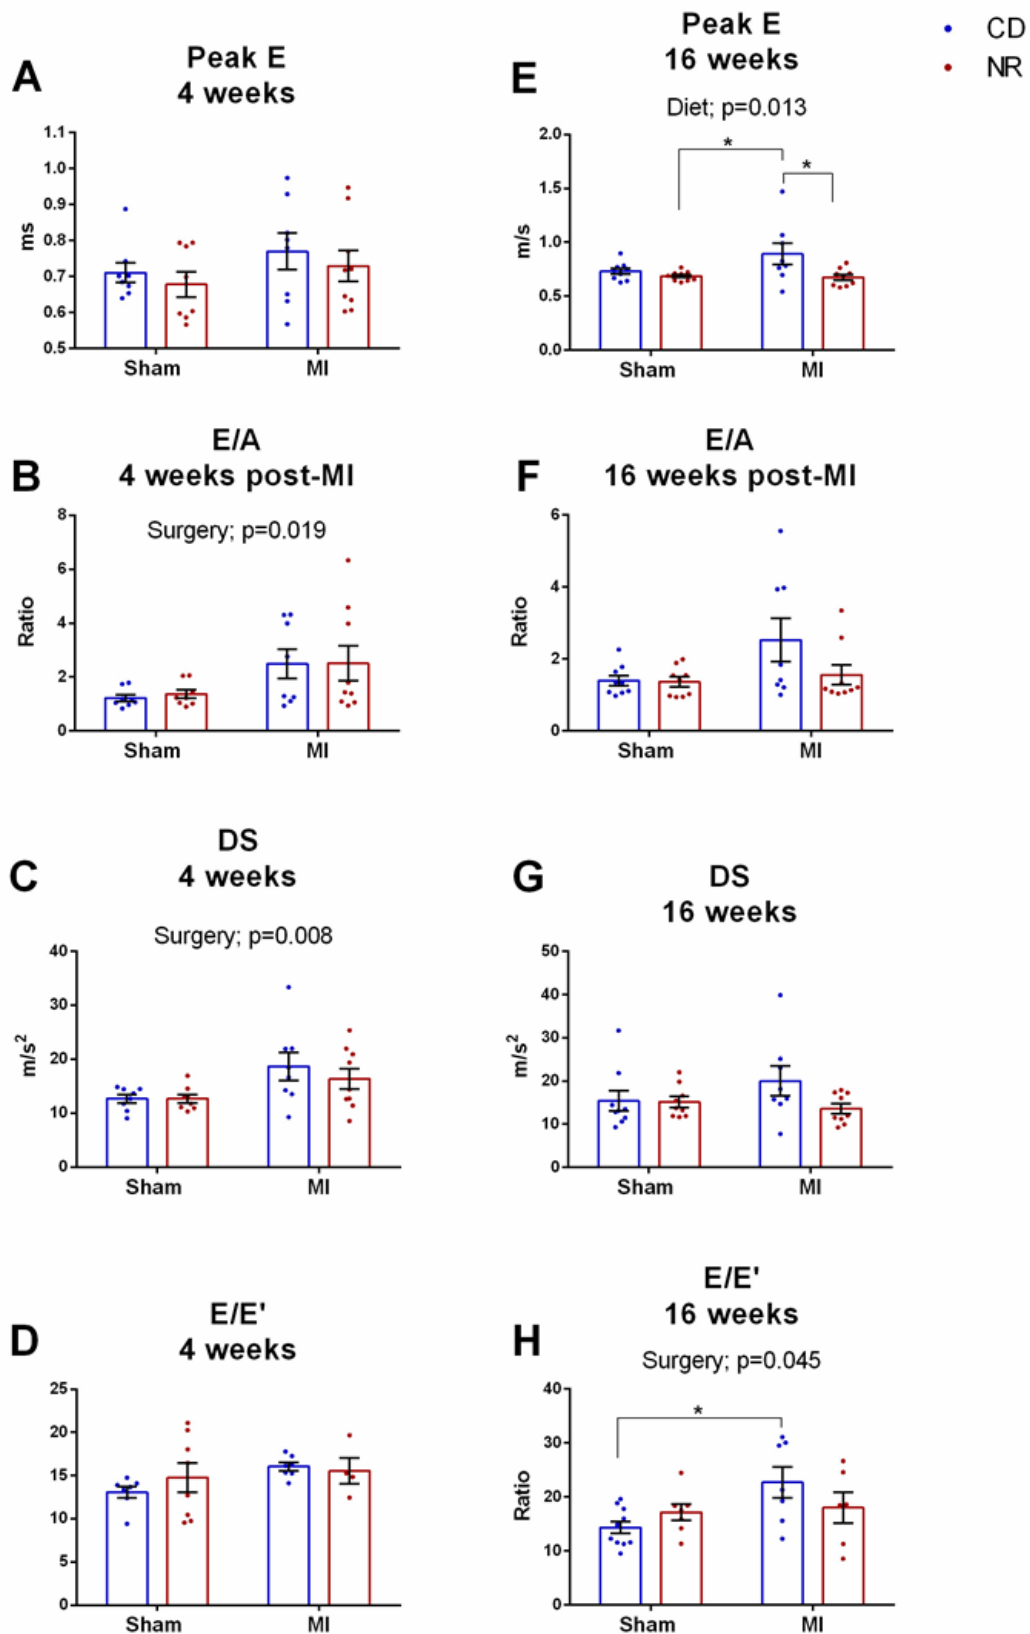 CD
NR
A
Peak E
4 weeks
ms
1.1
1.0
0.9
0.8
0.7
0.6
0.5
Sham MI
E
Peak E
16 weeks
Diet; p=0.013
m/s
2.0
1.5
1.0
0.5
0.0
* *
Sham MI
B
E/A
4 weeks post-MI
Surgery; p=0.019
Ratio
8
6
4
2
0
Sham MI
F
E/A
16 weeks post-MI
Ratio
6
4
2
0
Sham MI
C
DS
4 weeks
Surgery; p=0.008
m/s²
40
30
20
10
0
Sham MI
G
DS
16 weeks
m/s²
50
40
30
20
10
0
Sham MI
D
E/E'
4 weeks
25
20
15
10
5
0
Sham MI
H
E/E'
16 weeks
Surgery; p=0.045
Ratio
40
30
20
10
0
*
Sham MI